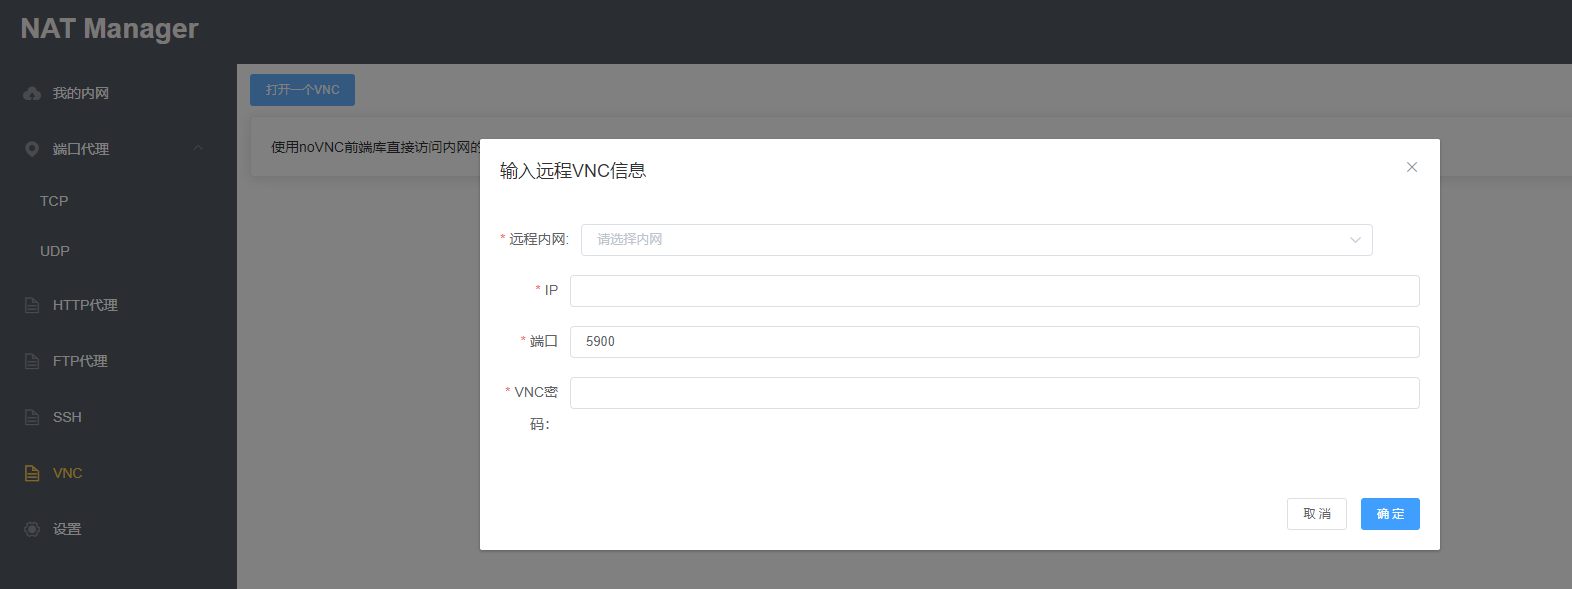 NAT Manager
我的内网
端口代理
TCP
UDP
HTTP代理
FTP代理
SSH
VNC
设置
打开一个VNC
使用noVNC前端库直接访问内网的
输入远程VNC信息
* 远程内网:
请选择内网
* IP
* 端口
5900
* VNC密
码：
取 消
确 定